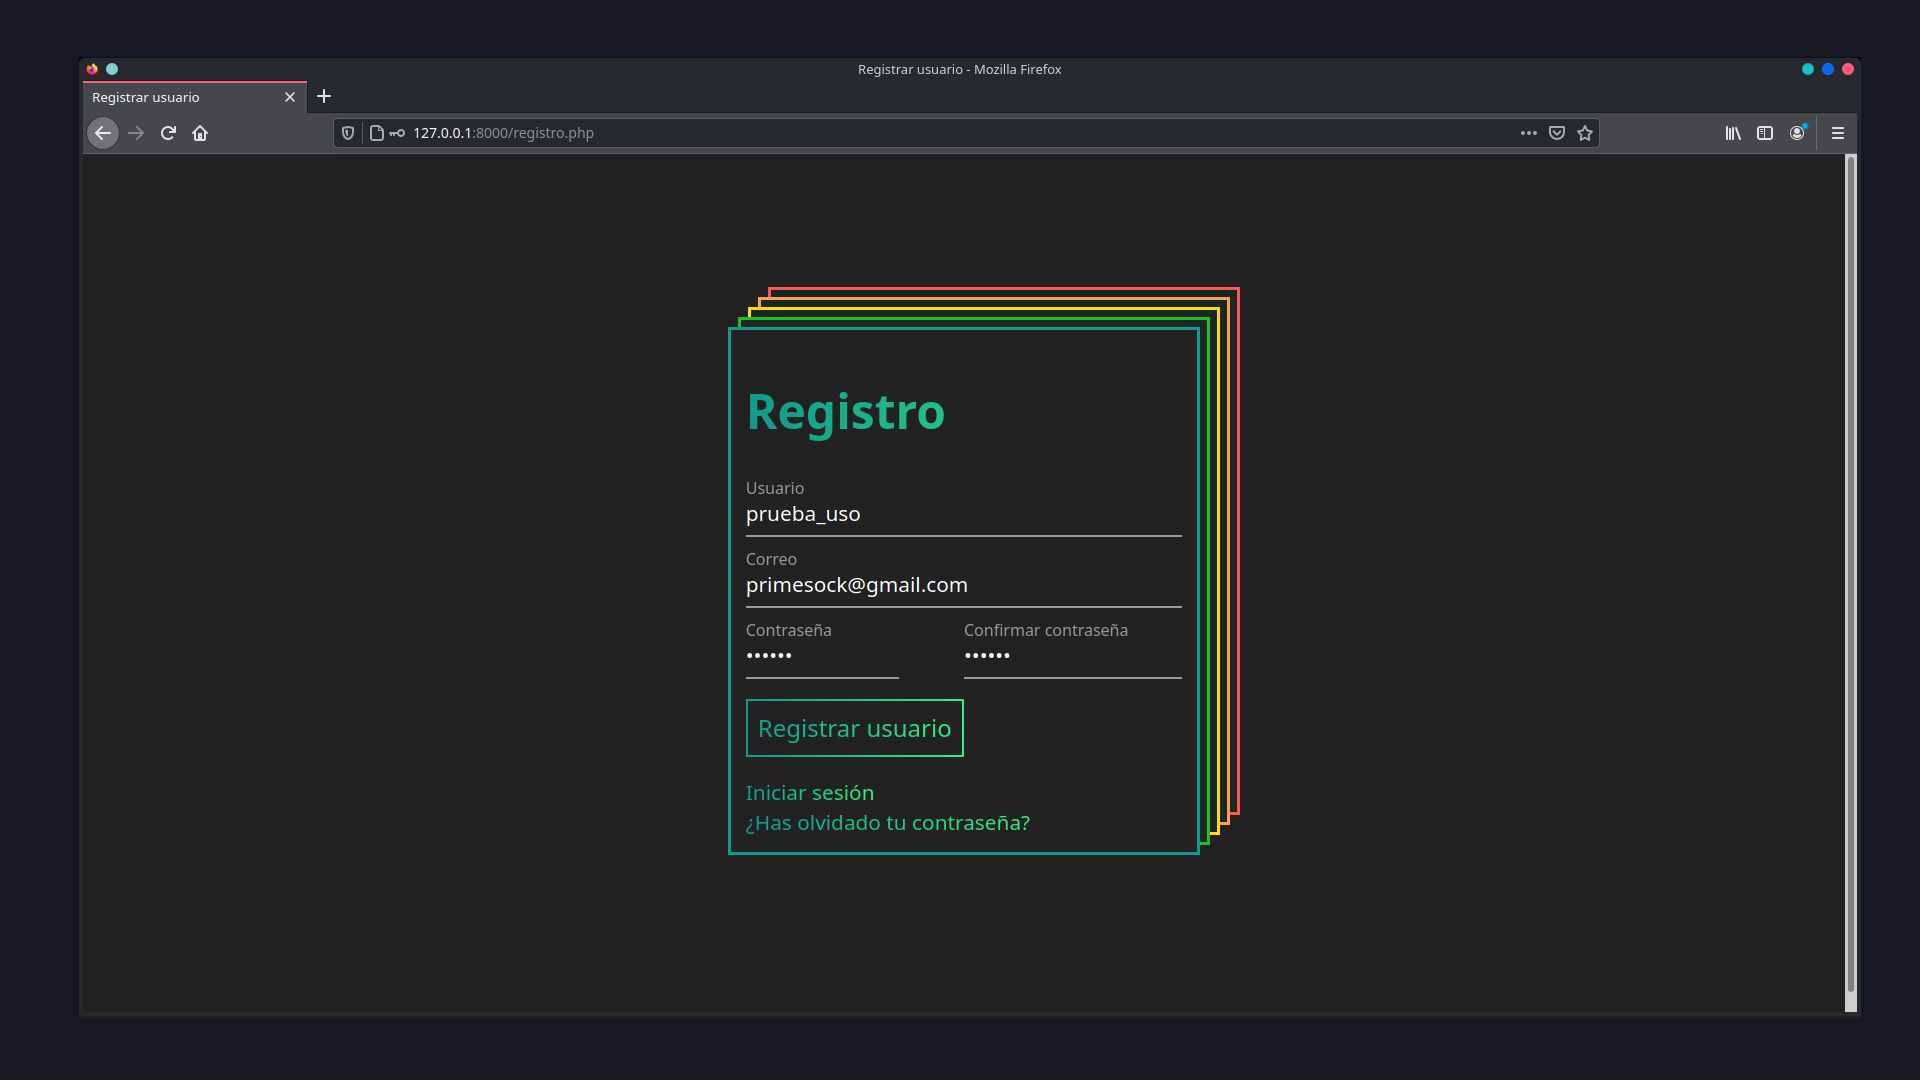 Registrar usuario - Mozilla Firefox
Registrar usuario
127.0.0.1:8000/registro.php
Registro
Usuario
prueba_uso
Correo
primesock@gmail.com
Contraseña Confirmar contraseña
•••••• ••••••
Registrar usuario
Iniciar sesión
¿Has olvidado tu contraseña?